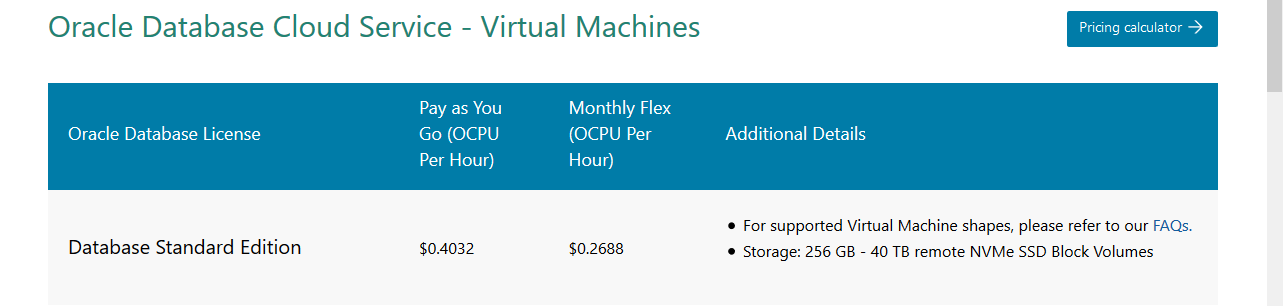 Oracle Database Cloud Service - Virtual Machines
Pricing calculator →
Oracle Database License
Pay as You
Go (OCPU
Per Hour)
Monthly Flex
(OCPU Per
Hour)
Additional Details
Database Standard Edition
$0.4032
$0.2688
• For supported Virtual Machine shapes, please refer to our FAQs.
• Storage: 256 GB - 40 TB remote NVMe SSD Block Volumes